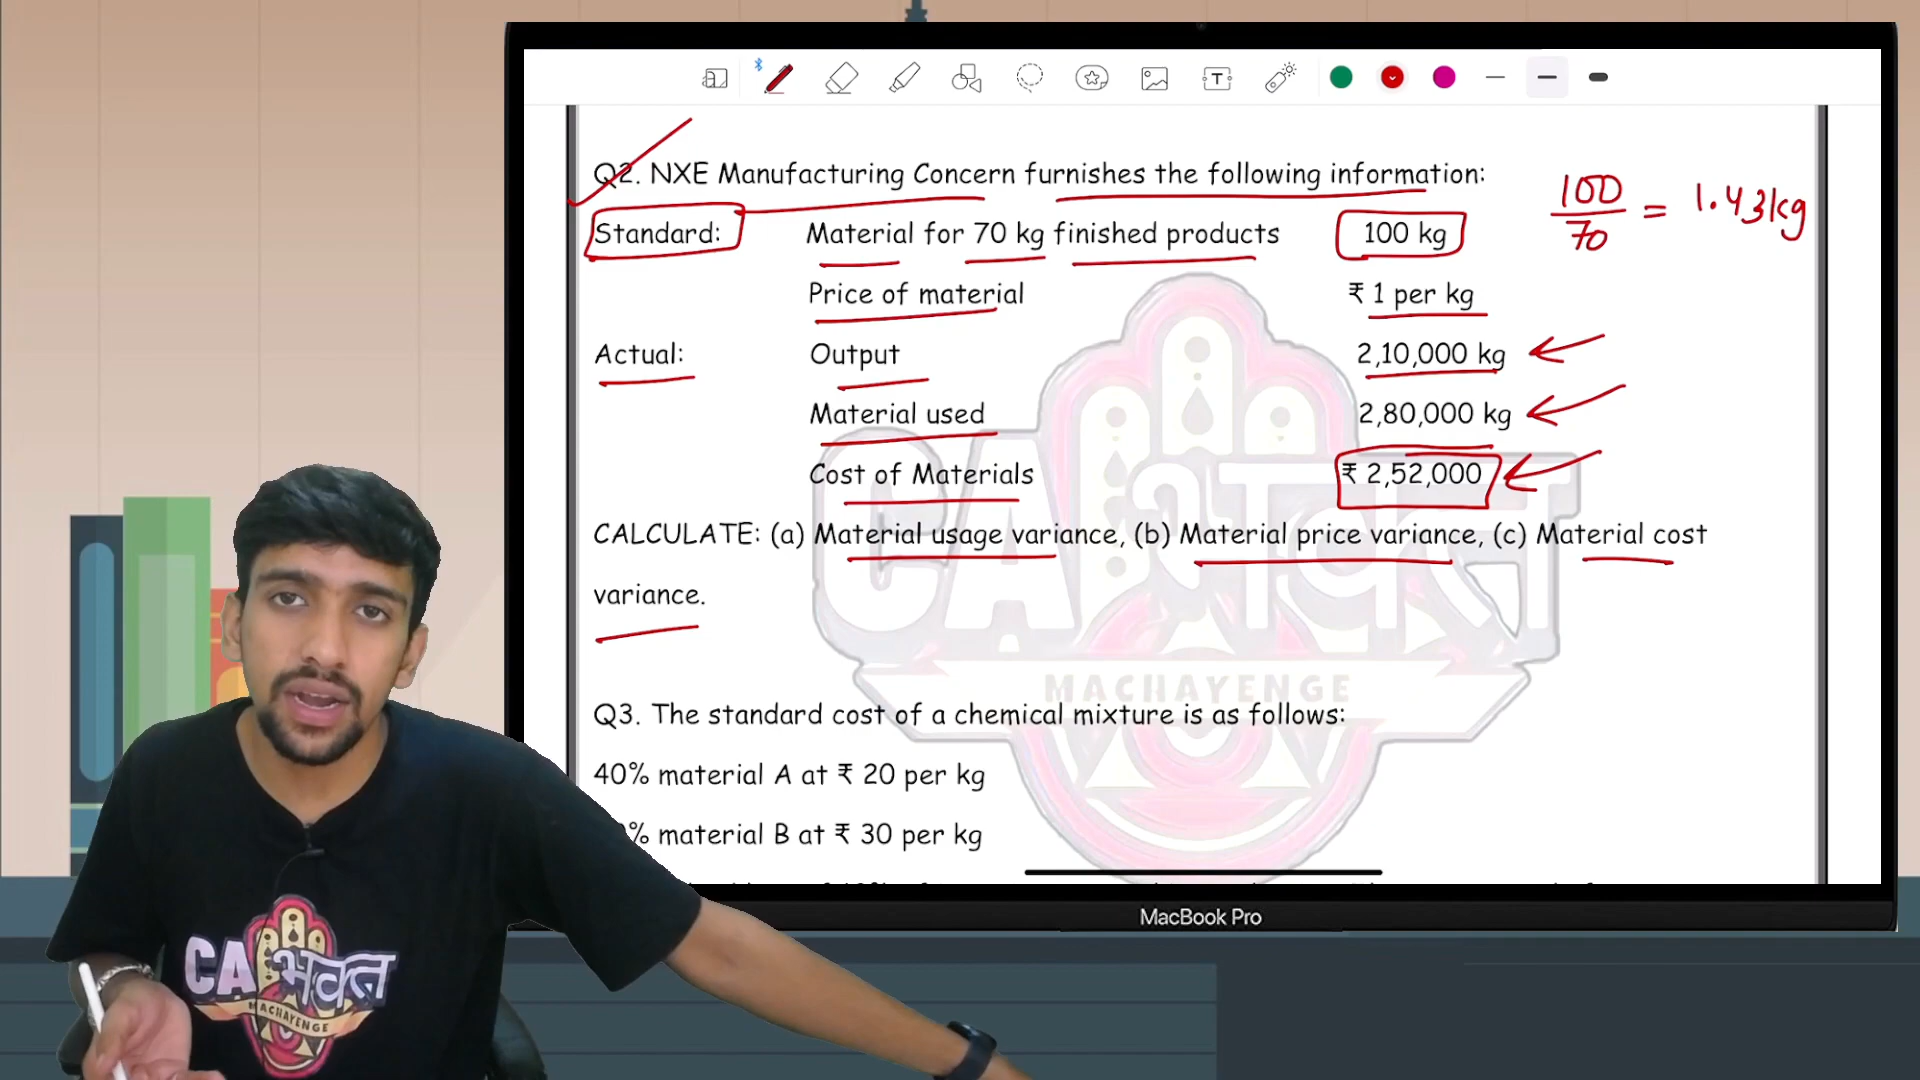 Q2. NXE Manufacturing Concern furnishes the following information:
Standard: Material for 70 kg finished products 100 kg
100/70 = 1.43kg
Price of material ₹ 1 per kg
Actual: Output 2,10,000 kg
Material used 2,80,000 kg
Cost of Materials ₹ 2,52,000
CALCULATE: (a) Material usage variance, (b) Material price variance, (c) Material cost
variance.
CA भक्त
MACHAYENGE
Q3. The standard cost of a chemical mixture is as follows:
40% material A at ₹ 20 per kg
% material B at ₹ 30 per kg
MacBook Pro
CA भक्त
MACHAYENGE